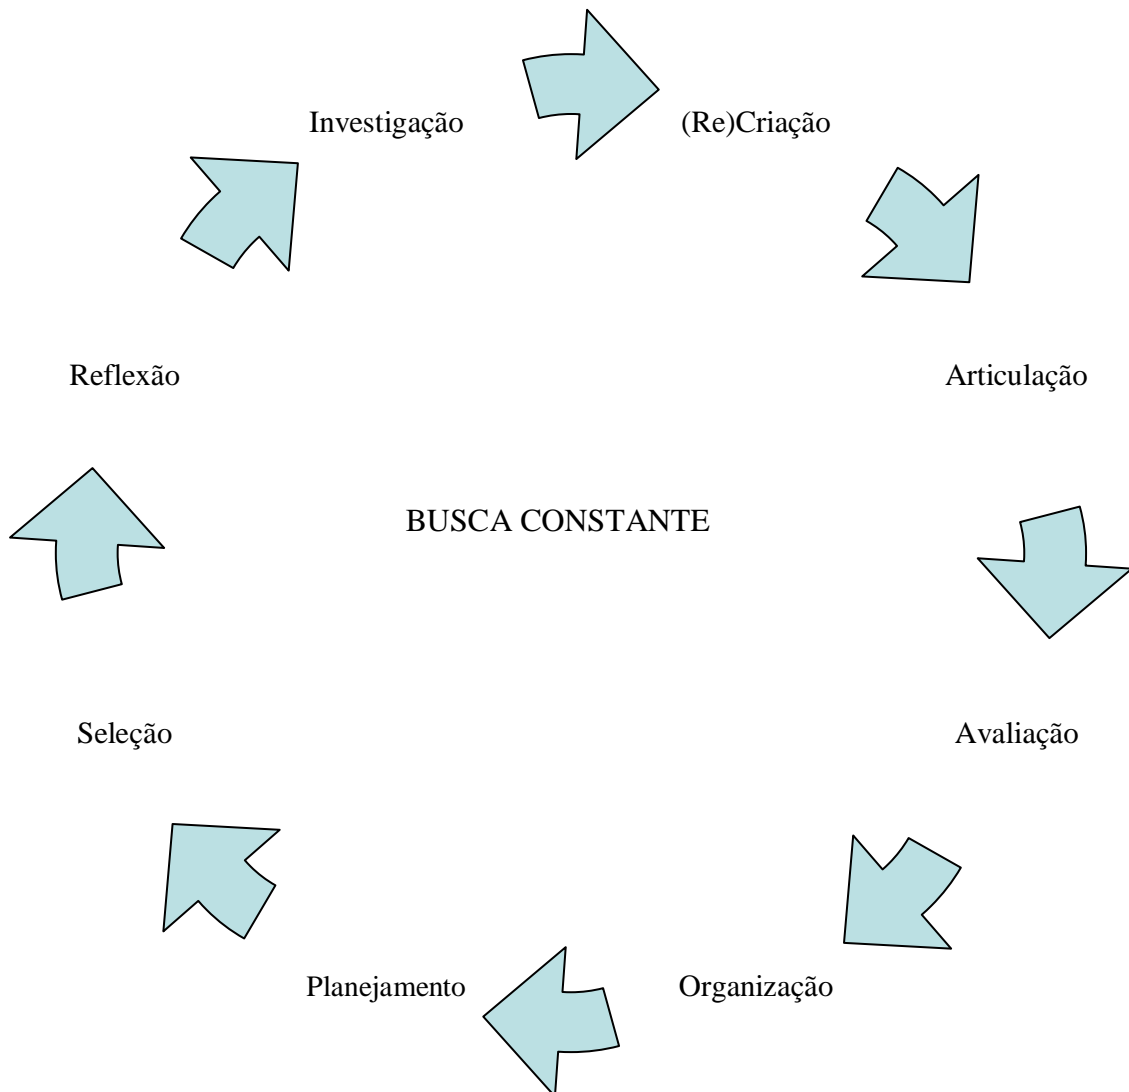 Investigação
(Re)Criação
Reflexão
Articulação
BUSCA CONSTANTE
Seleção
Avaliação
Planejamento
Organização